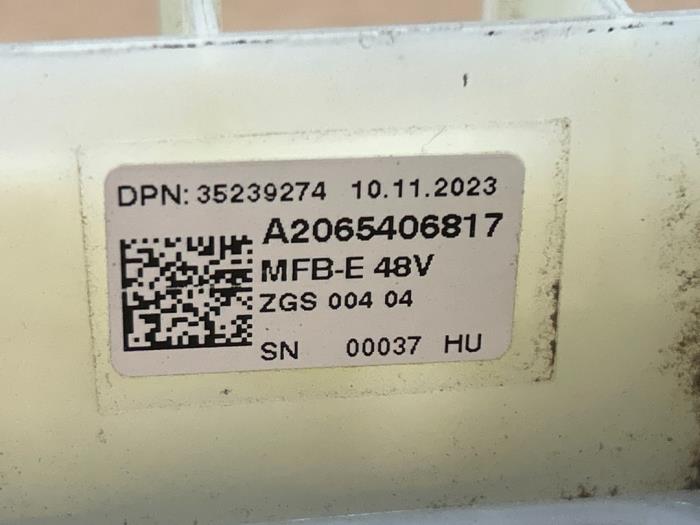 DPN: 35239274 10.11.2023
A2065406817
MFB-E 48V
ZGS 004 04
SN 00037 HU